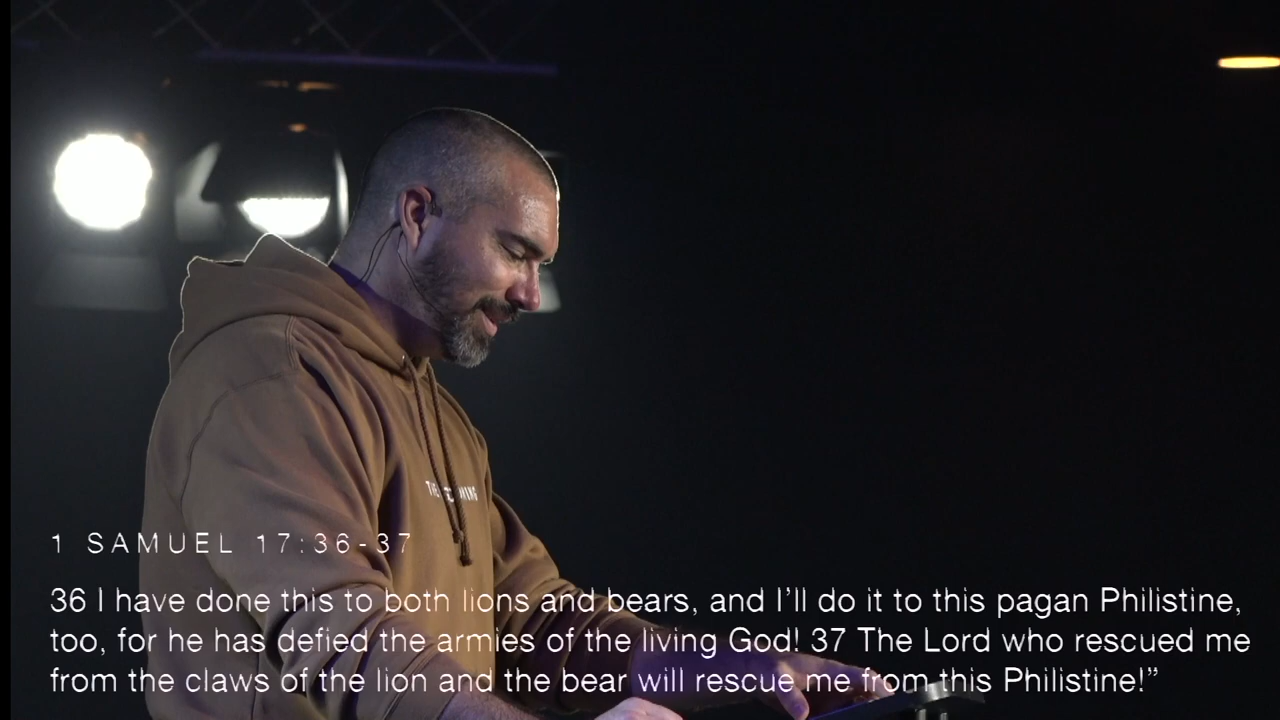 1 SAMUEL 17:36-37
36 I have done this to both lions and bears, and I’ll do it to this pagan Philistine,
too, for he has defied the armies of the living God! 37 The Lord who rescued me
from the claws of the lion and the bear will rescue me from this Philistine!”